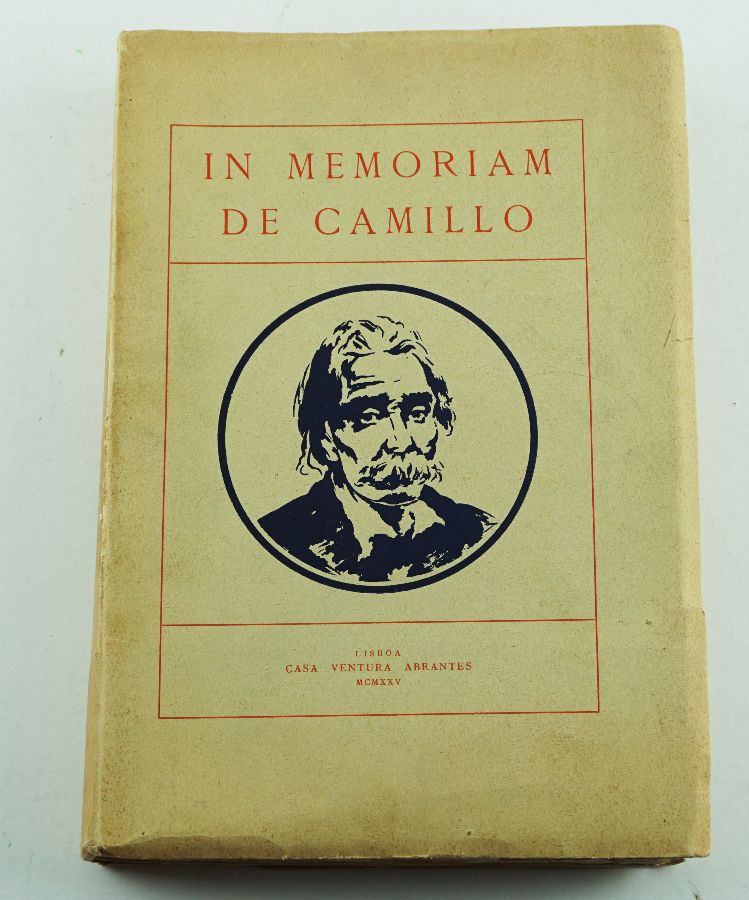 IN MEMORIAM
DE CAMILLO
LISBOA
CASA VENTURA ABRANTES
MCMXXV